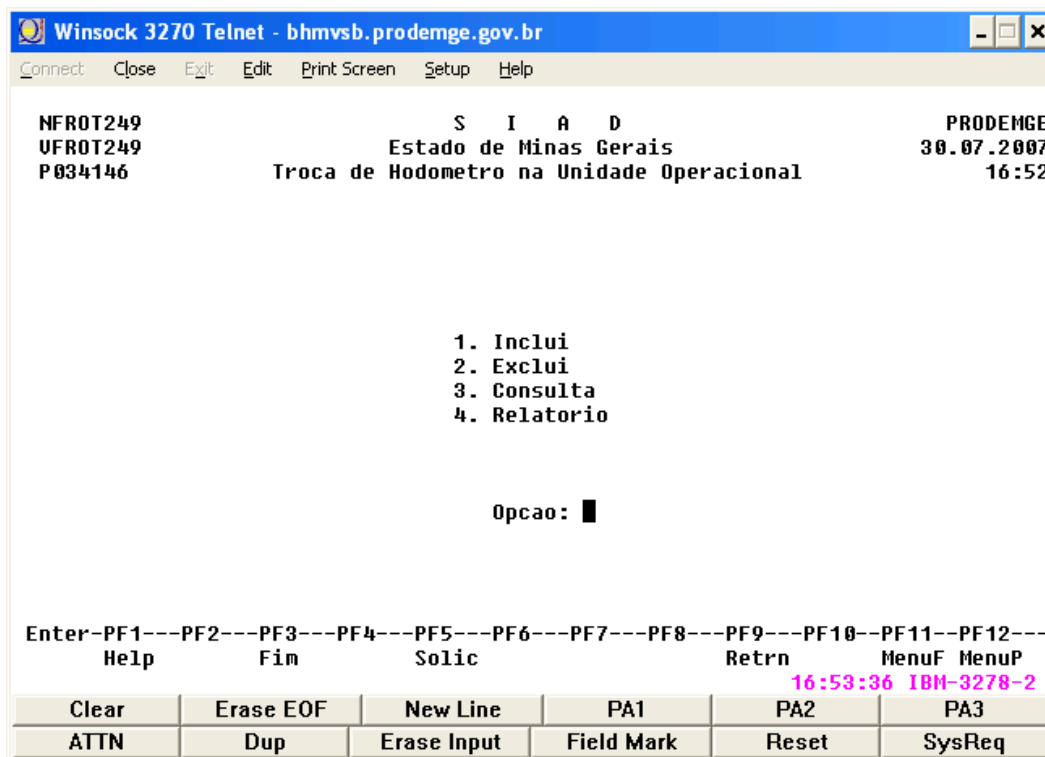 Winsock 3270 Telnet - bhmvsb.prodemge.gov.br
Connect Close Exit Edit Print Screen Setup Help
NFROT249 S I A D PRODEMGE
VFROT249 Estado de Minas Gerais 30.07.2007
P034146 Troca de Hodometro na Unidade Operacional 16:52
1. Inclui
2. Exclui
3. Consulta
4. Relatorio
Opcao:
Enter-PF1---PF2---PF3---PF4---PF5---PF6---PF7---PF8---PF9---PF10--PF11--PF12---
Help Fim Solic Retrn MenuF MenuP
16:53:36 IBM-3278-2
Clear Erase EOF New Line PA1 PA2 PA3
ATTN Dup Erase Input Field Mark Reset SysReq